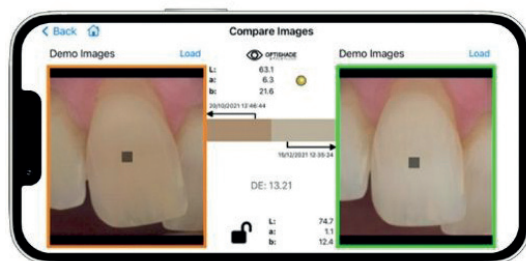 Back
Compare Images
Demo Images Load
OPTISHADE
Demo Images Load
L: 63.1
a: 6.3
b: 21.6
20/10/2021 12:46:44
15/12/2021 12:35:24
DE: 13.21
L: 74.7
a: 1.1
b: 12.4